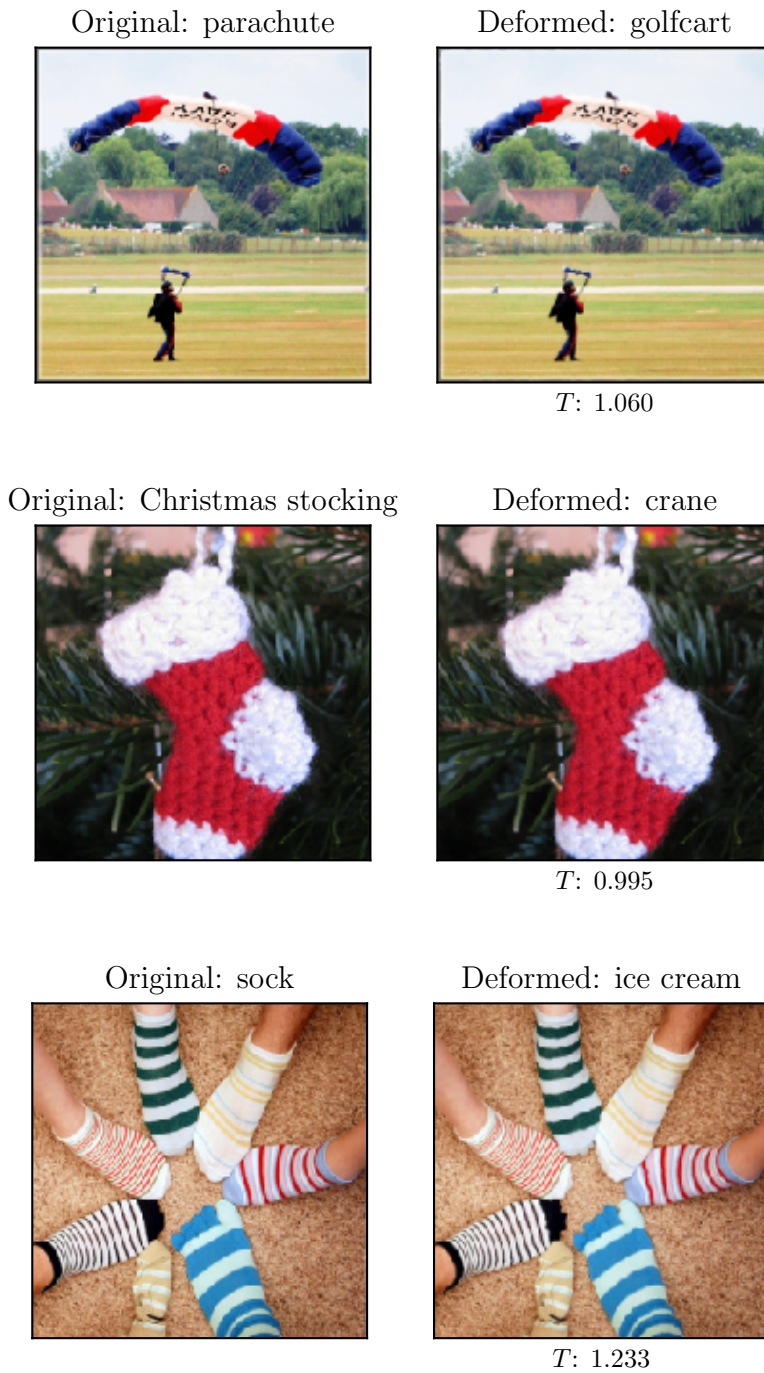 Original: parachute
Deformed: golfcart
T: 1.060
Original: Christmas stocking
Deformed: crane
T: 0.995
Original: sock
Deformed: ice cream
T: 1.233